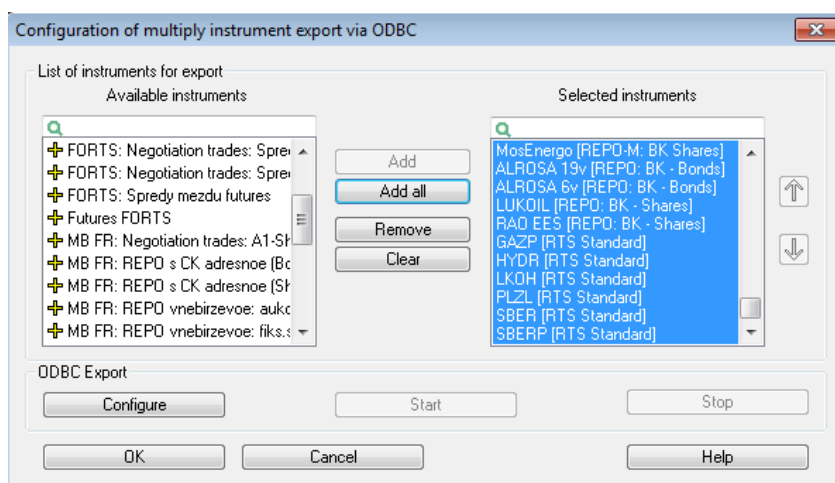 Configuration of multiply instrument export via ODBC
List of instruments for export
Available instruments
FORTS: Negotiation trades: Spre
FORTS: Negotiation trades: Spre
FORTS: Spredy mezdu futures
Futures FORTS
MB FR: Negotiation trades: A1-Sh
MB FR: REPO s CK adresnoe (Bo
MB FR: REPO s CK adresnoe (Sh
MB FR: REPO vnebirzevoe: aukc
MB FR: REPO vnebirzevoe: fiks.s
Add
Add all
Remove
Clear
Selected instruments
MosEnergo [REPO-M: BK Shares]
ALROSA 19v [REPO: BK - Bonds]
ALROSA 6v [REPO: BK - Bonds]
LUKOIL [REPO: BK - Shares]
RAO EES [REPO: BK - Shares]
GAZP [RTS Standard]
HYDR [RTS Standard]
LKOH [RTS Standard]
PLZL [RTS Standard]
SBER [RTS Standard]
SBERP [RTS Standard]
ODBC Export
Configure
Start
Stop
OK
Cancel
Help